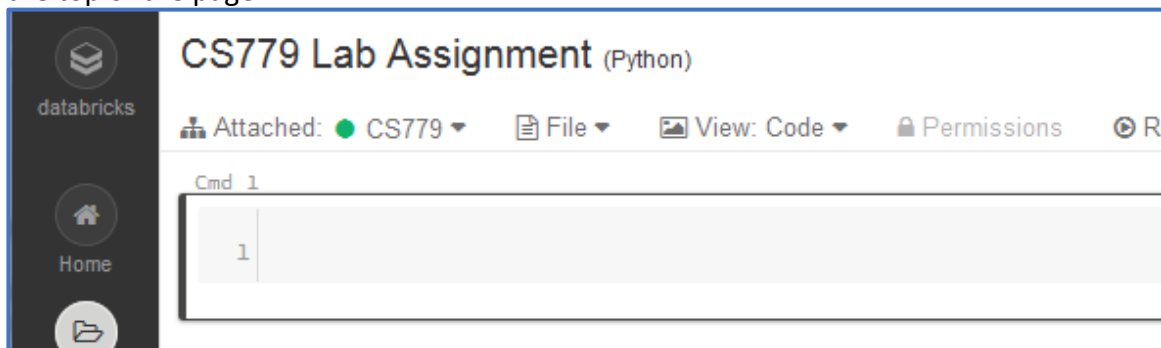 CS779 Lab Assignment (Python)
databricks
Attached: CS779 File View: Code Permissions R
Cmd 1
1
Home